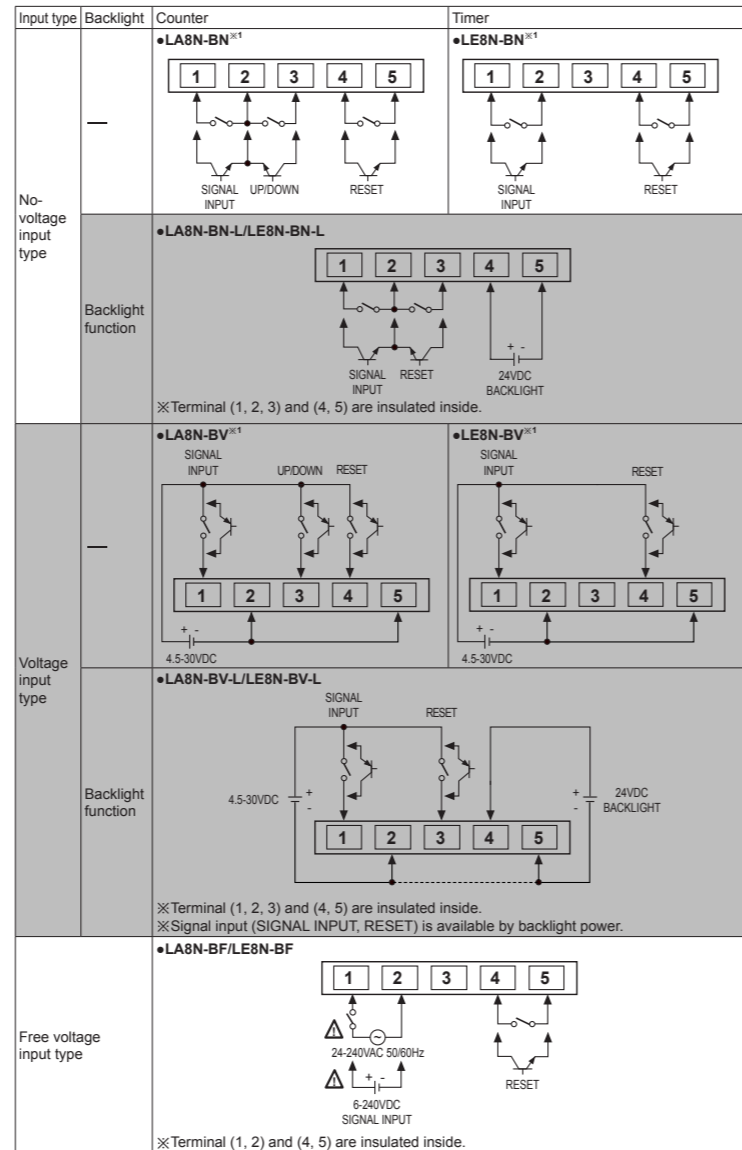 Input type Backlight Counter Timer
No-
voltage
input
type
—
●LA8N-BN※1
1 2 3 4 5
SIGNAL
INPUT
UP/DOWN
RESET
●LE8N-BN※1
1 2 3 4 5
SIGNAL
INPUT
RESET
Backlight
function
●LA8N-BN-L/LE8N-BN-L
1 2 3 4 5
SIGNAL
INPUT
RESET
+ -
24VDC
BACKLIGHT
※Terminal (1, 2, 3) and (4, 5) are insulated inside.
Voltage
input
type
—
●LA8N-BV※1
SIGNAL
INPUT
UP/DOWN RESET
1 2 3 4 5
+ -
4.5-30VDC
●LE8N-BV※1
SIGNAL
INPUT
RESET
1 2 3 4 5
+ -
4.5-30VDC
Backlight
function
●LA8N-BV-L/LE8N-BV-L
SIGNAL
INPUT
RESET
4.5-30VDC
+
-
+
-
24VDC
BACKLIGHT
1 2 3 4 5
※Terminal (1, 2, 3) and (4, 5) are insulated inside.
※Signal input (SIGNAL INPUT, RESET) is available by backlight power.
Free voltage
input type
●LA8N-BF/LE8N-BF
1 2 3 4 5
24-240VAC 50/60Hz
+ -
6-240VDC
SIGNAL INPUT
RESET
※Terminal (1, 2) and (4, 5) are insulated inside.